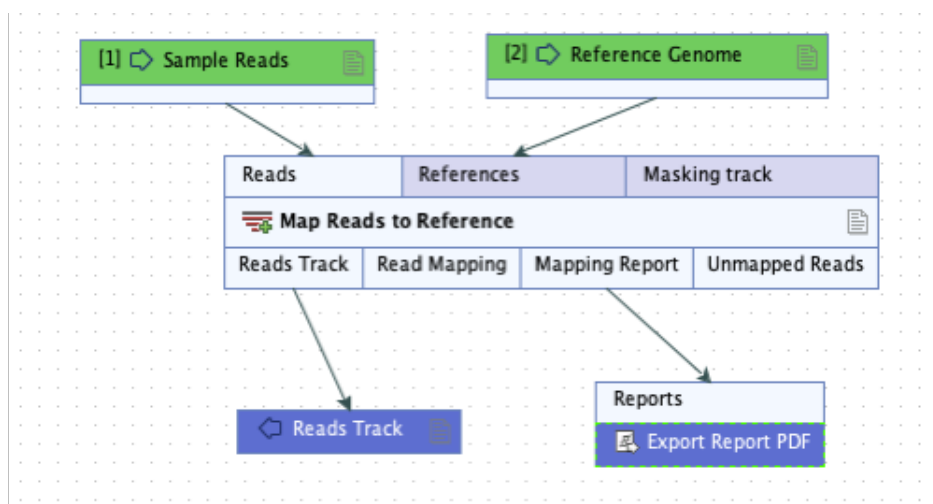 [1] Sample Reads
[2] Reference Genome
Reads
References
Masking track
Map Reads to Reference
Reads Track
Read Mapping
Mapping Report
Unmapped Reads
Reads Track
Reports
Export Report PDF